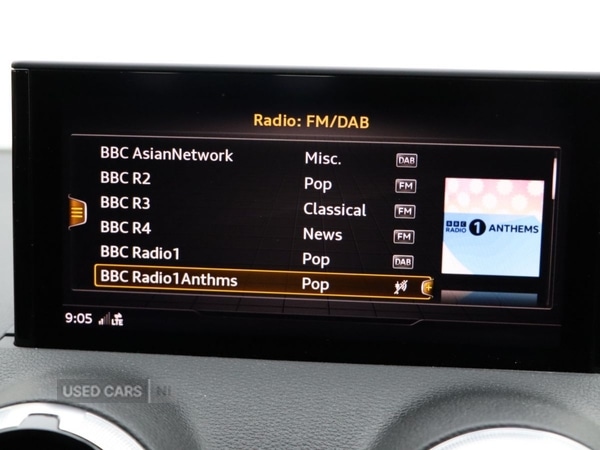 Radio: FM/DAB
BBC AsianNetwork Misc. DAB
BBC R2 Pop FM
BBC R3 Classical FM
BBC R4 News FM
BBC Radio1 Pop DAB
BBC Radio1Anthms Pop
BBC RADIO 1 ANTHEMS
9:05 LTE
USED CARS NI